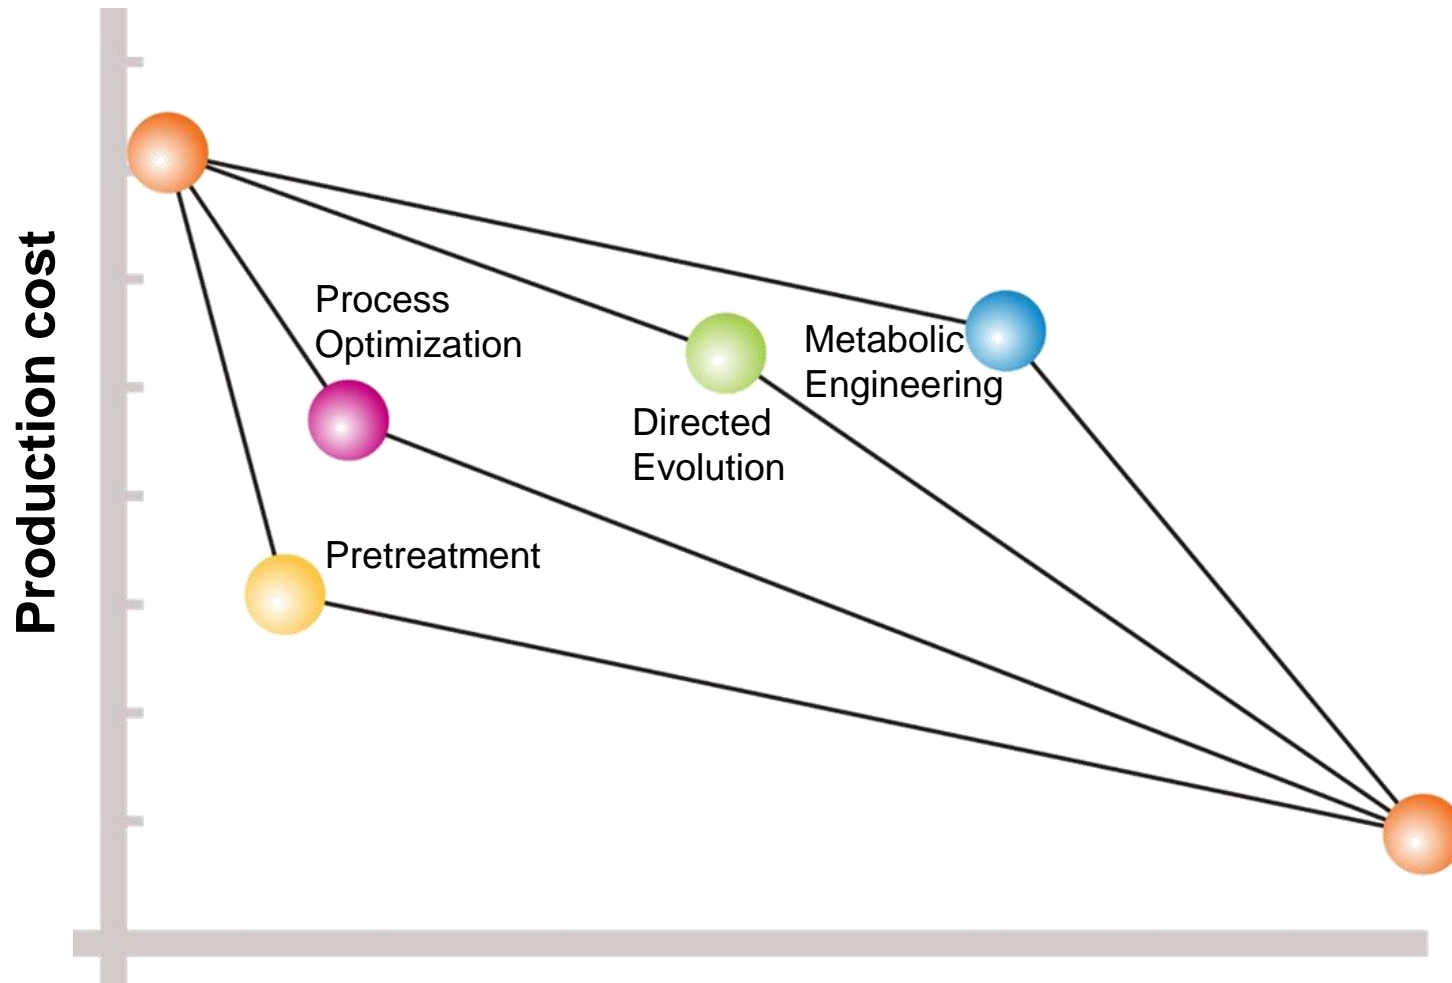 Production cost
Process
Optimization
Metabolic
Engineering
Directed
Evolution
Pretreatment